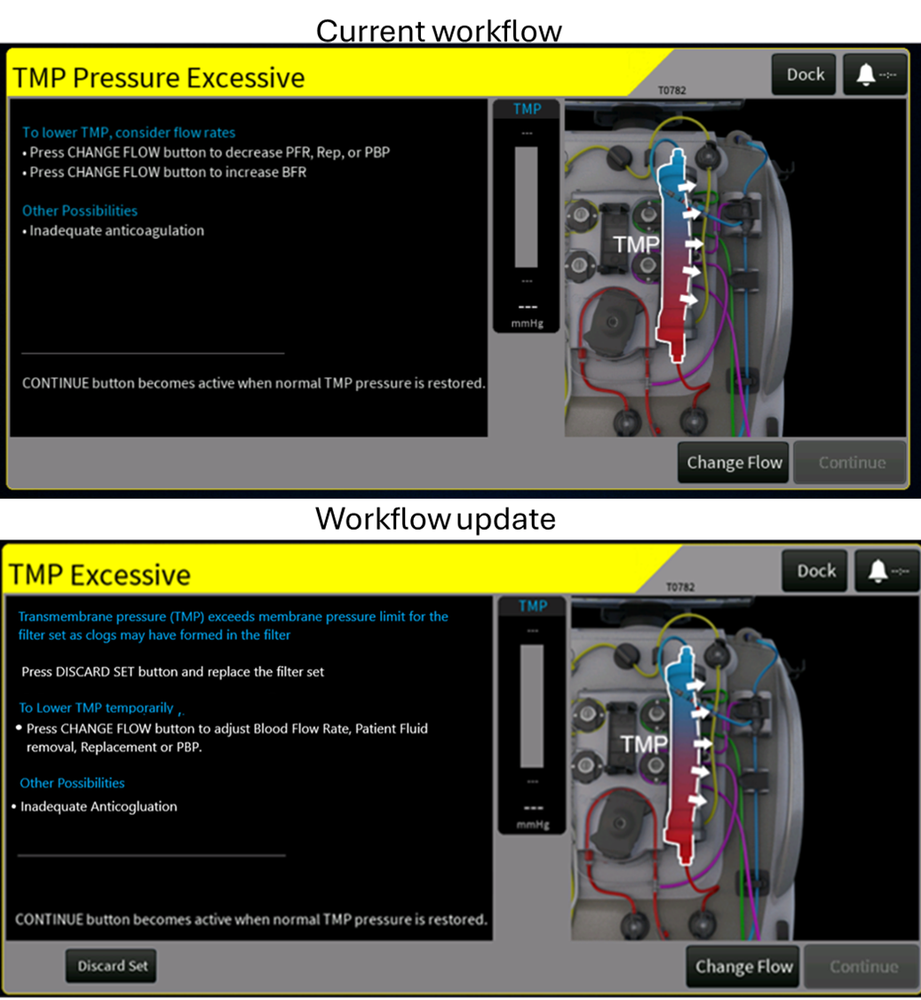 Current workflow
TMP Pressure Excessive
T0782
Dock
--:--
To lower TMP, consider flow rates
• Press CHANGE FLOW button to decrease PFR, Rep, or PBP
• Press CHANGE FLOW button to increase BFR
Other Possibilities
• Inadequate anticoagulation
CONTINUE button becomes active when normal TMP pressure is restored.
TMP
---
---
---
mmHg
TMP
Change Flow
Continue
Workflow update
TMP Excessive
T0782
Dock
--:--
Transmembrane pressure (TMP) exceeds membrane pressure limit for the
filter set as clogs may have formed in the filter
Press DISCARD SET button and replace the filter set
To Lower TMP temporarily ,.
• Press CHANGE FLOW button to adjust Blood Flow Rate, Patient Fluid
removal, Replacement or PBP.
Other Possibilities
• Inadequate Anticogluation
CONTINUE button becomes active when normal TMP pressure is restored.
TMP
---
---
---
mmHg
TMP
Discard Set
Change Flow
Continue